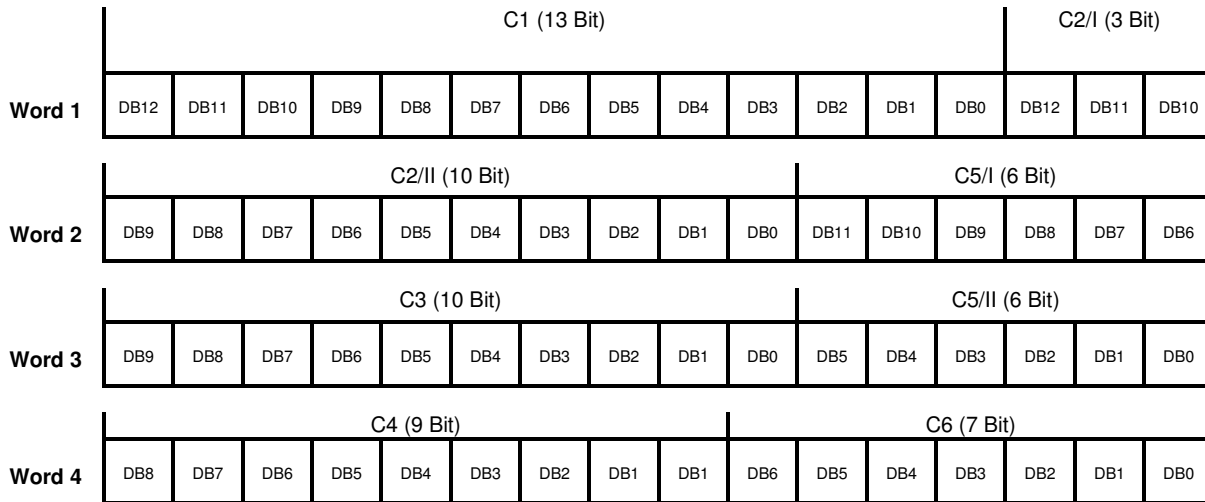 C1 (13 Bit) C2/I (3 Bit)
Word 1 DB12 DB11 DB10 DB9 DB8 DB7 DB6 DB5 DB4 DB3 DB2 DB1 DB0 DB12 DB11 DB10
C2/II (10 Bit) C5/I (6 Bit)
Word 2 DB9 DB8 DB7 DB6 DB5 DB4 DB3 DB2 DB1 DB0 DB11 DB10 DB9 DB8 DB7 DB6
C3 (10 Bit) C5/II (6 Bit)
Word 3 DB9 DB8 DB7 DB6 DB5 DB4 DB3 DB2 DB1 DB0 DB5 DB4 DB3 DB2 DB1 DB0
C4 (9 Bit) C6 (7 Bit)
Word 4 DB8 DB7 DB6 DB5 DB4 DB3 DB2 DB1 DB1 DB6 DB5 DB4 DB3 DB2 DB1 DB0